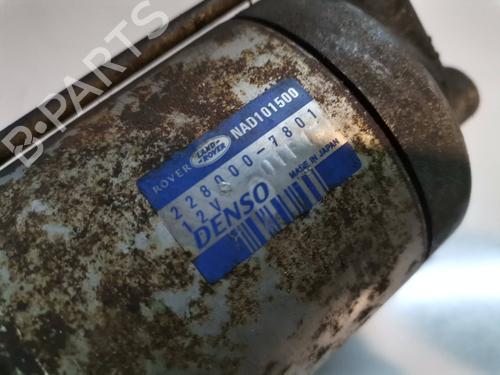 ROVER LAND ROVER NAD101500
228000-7801
12V
DENSO MADE IN JAPAN
B-PARTS